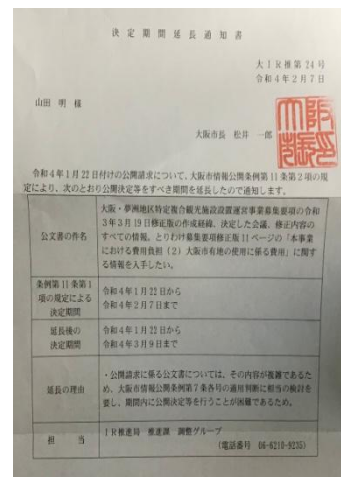 決定期間延長通知書
大IR推第24号
令和4年2月7日
山田 明 様
大阪市長 松井 一郎
令和4年1月22日付けの公開請求について、大阪市情報公開条例第11条第2項の規
定により、次のとおり公開決定等をすべき期間を延長したので通知します。
公文書の件名
大阪・夢洲地区特定複合観光施設設置運営事業募集要項の令和
3年3月19日修正版の作成経緯、決定した会議、修正内容の
すべての情報。とりわけ募集要項修正版11ページの「本事業
における費用負担（2）大阪市有地の使用に係る費用」に関す
る情報を入手したい。
条例第11条第1
項の規定による
決定期間
令和4年1月22日から
令和4年2月7日まで
延長後の
決定期間
令和4年1月22日から
令和4年3月9日まで
延長の理由
・公開請求に係る公文書については、その内容が複雑であるた
め、大阪市情報公開条例第7条各号の適用判断に相当の検討を
要し、期間内に公開決定等を行うことが困難であるため。
担 当
IR推進局 推進課 調整グループ
(電話番号 06-6210-9235)